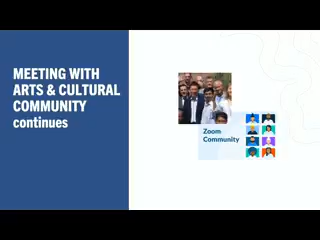 MEETING WITH
ARTS & CULTURAL
COMMUNITY
continues
Zoom
Community